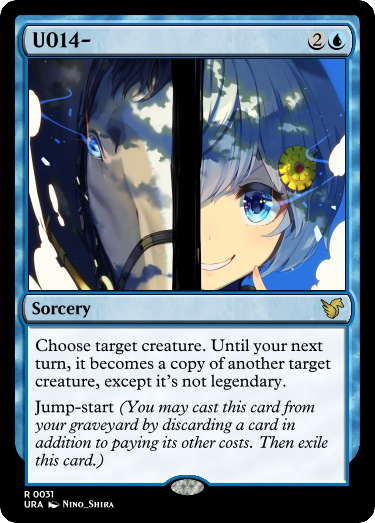 U014-
2
Sorcery
Choose target creature. Until your next
turn, it becomes a copy of another target
creature, except it's not legendary.
Jump-start (You may cast this card from
your graveyard by discarding a card in
addition to paying its other costs. Then exile
this card.)
R 0031
URA Nino_Shira